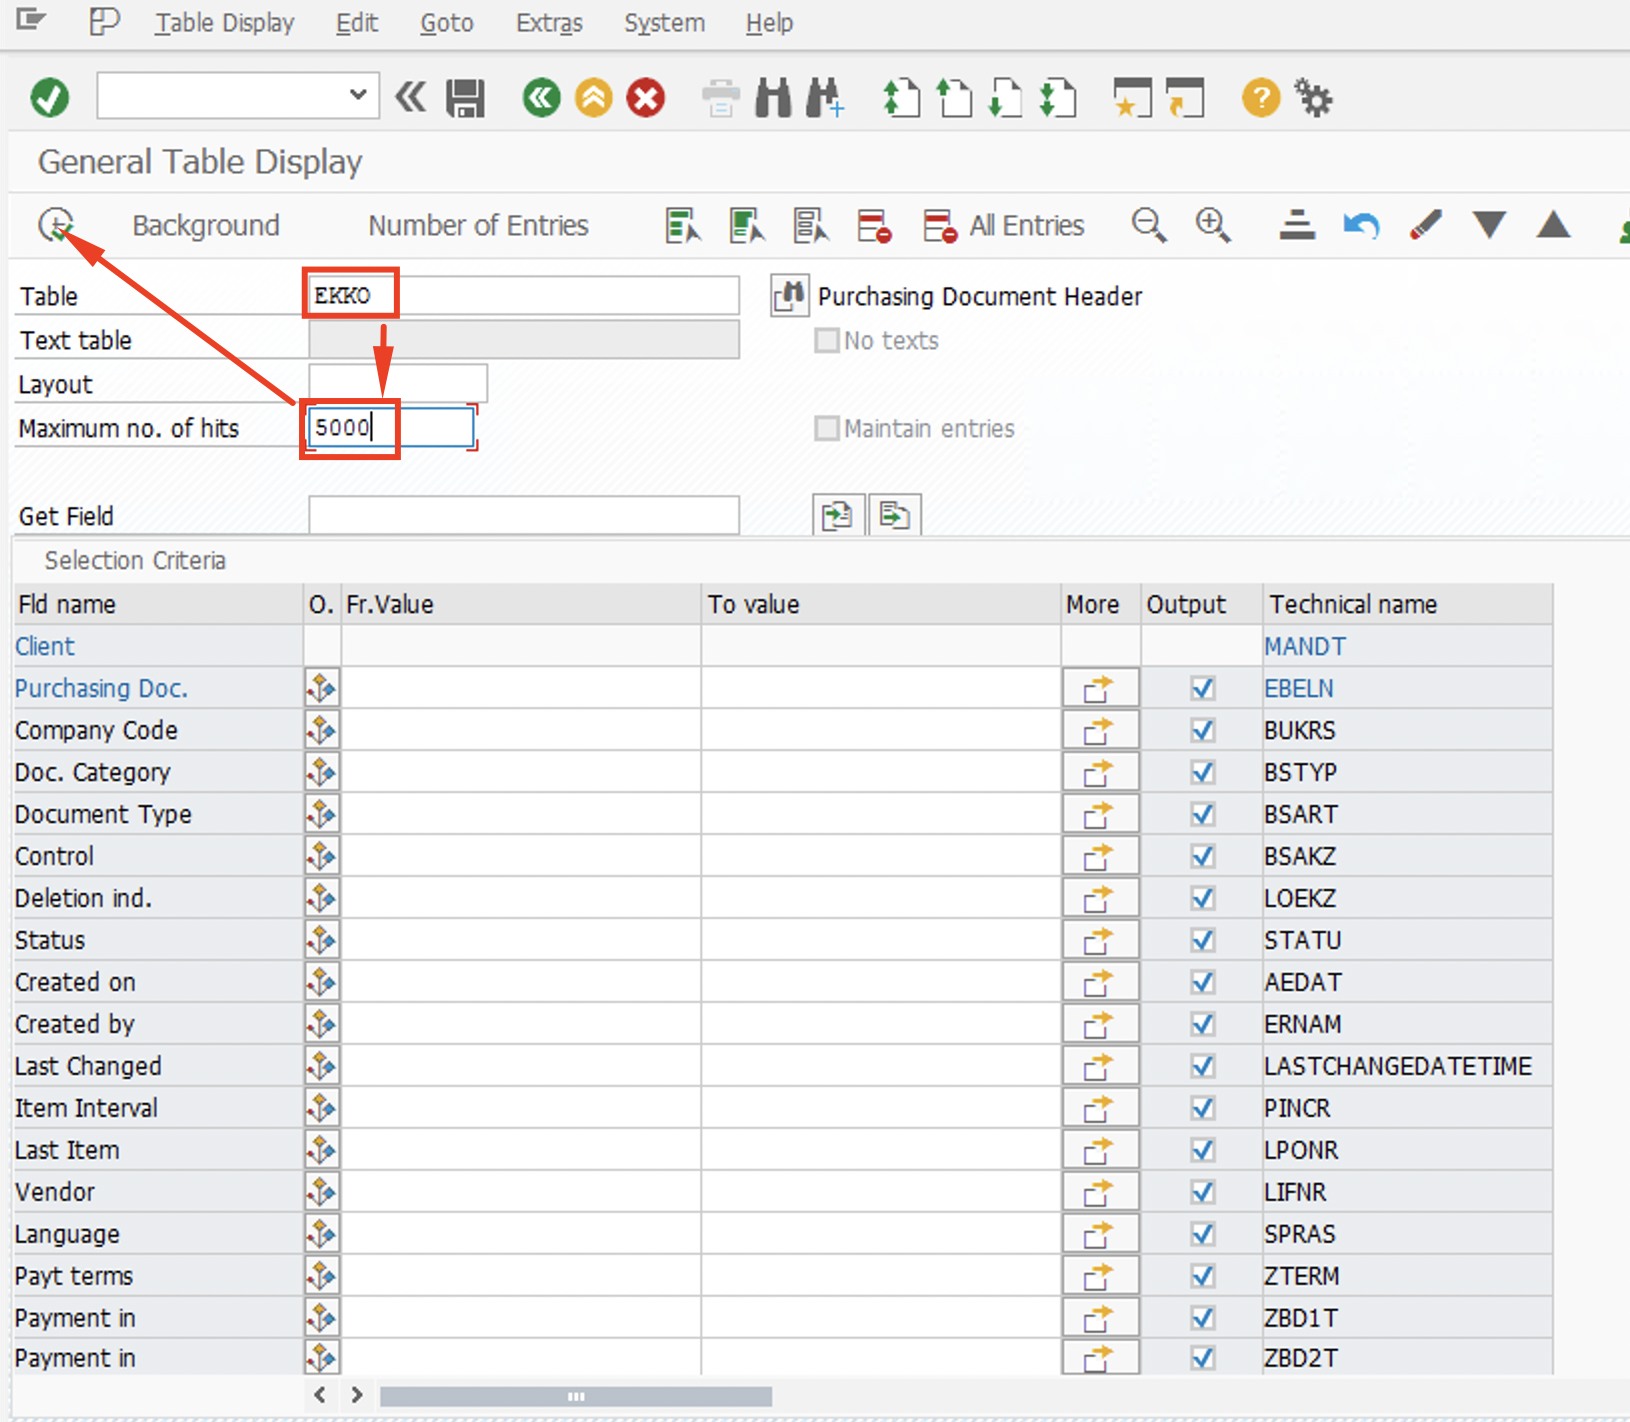 Table Display Edit Goto Extras System Help
General Table Display
Background Number of Entries All Entries
Table EKKO Purchasing Document Header
Text table No texts
Layout
Maximum no. of hits 5000 Maintain entries
Get Field
Selection Criteria
Fld name O. Fr.Value To value More Output Technical name
Client MANDT
Purchasing Doc. EBELN
Company Code BUKRS
Doc. Category BSTYP
Document Type BSART
Control BSAKZ
Deletion ind. LOEKZ
Status STATU
Created on AEDAT
Created by ERNAM
Last Changed LASTCHANGEDATETIME
Item Interval PINCR
Last Item LPONR
Vendor LIFNR
Language SPRAS
Payt terms ZTERM
Payment in ZBD1T
Payment in ZBD2T